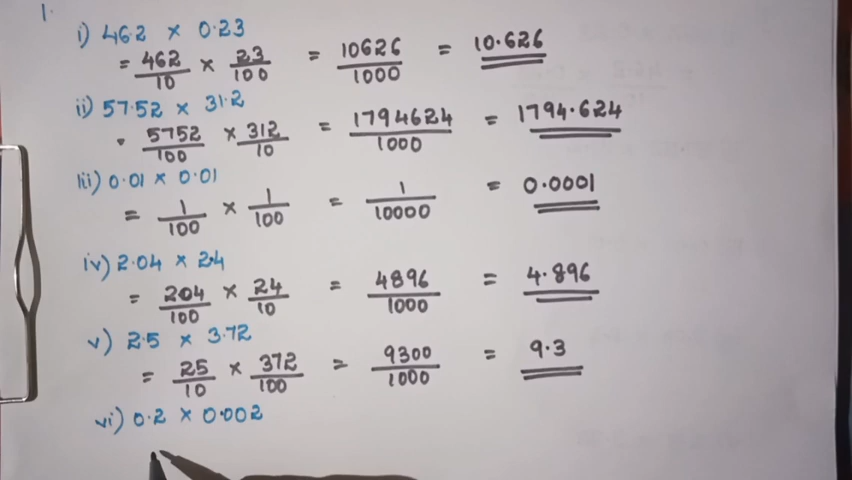 1.
i) 46.2 × 0.23
= 462/10 × 23/100 = 10626/1000 = 10.626
ii) 57.52 × 31.2
= 5752/100 × 312/10 = 1794624/1000 = 1794.624
iii) 0.01 × 0.01
= 1/100 × 1/100 = 1/10000 = 0.0001
iv) 2.04 × 2.4
= 204/100 × 24/10 = 4896/1000 = 4.896
v) 2.5 × 3.72
= 25/10 × 372/100 = 9300/1000 = 9.3
vi) 0.2 × 0.002